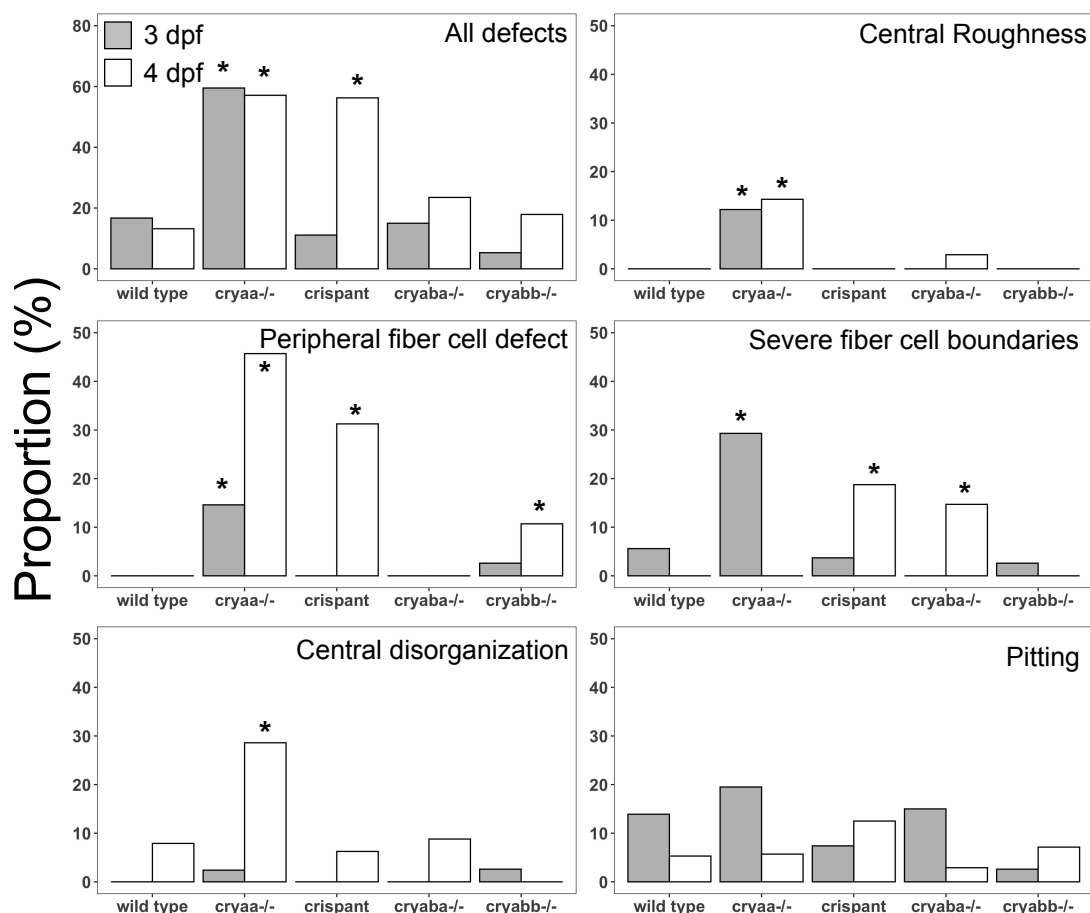 Proportion (%)
3 dpf
4 dpf
All defects
80
60
40
20
0
* * *
wild type cryaa-/- crispant cryaba-/- cryabb-/-
Central Roughness
50
40
30
20
10
0
* *
wild type cryaa-/- crispant cryaba-/- cryabb-/-
Peripheral fiber cell defect
50
40
30
20
10
0
* * * *
wild type cryaa-/- crispant cryaba-/- cryabb-/-
Severe fiber cell boundaries
50
40
30
20
10
0
* * *
wild type cryaa-/- crispant cryaba-/- cryabb-/-
Central disorganization
50
40
30
20
10
0
*
wild type cryaa-/- crispant cryaba-/- cryabb-/-
Pitting
50
40
30
20
10
0
wild type cryaa-/- crispant cryaba-/- cryabb-/-